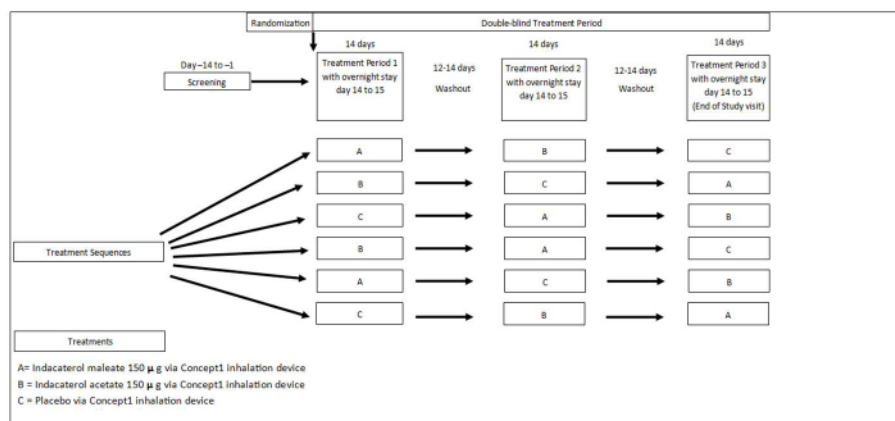 Randomization
Double-blind Treatment Period
14 days
14 days
14 days
Day –14 to –1
Screening
Treatment Period 1
with overnight stay
day 14 to 15
12-14 days
Washout
Treatment Period 2
with overnight stay
day 14 to 15
12-14 days
Washout
Treatment Period 3
with overnight stay
day 14 to 15
(End of Study visit)
Treatment Sequences
A B C
B C A
C A B
B A C
A C B
C B A
Treatments
A= Indacaterol maleate 150 μ g via Concept1 inhalation device
B = Indacaterol acetate 150 μ g via Concept1 inhalation device
C = Placebo via Concept1 inhalation device